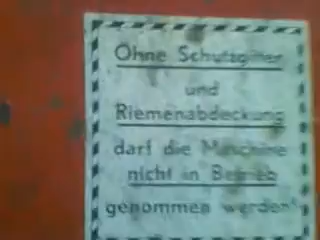 Ohne Schutzgitter
und
Riemenabdeckung
darf die Maschine
nicht in Betrieb
genommen werden!